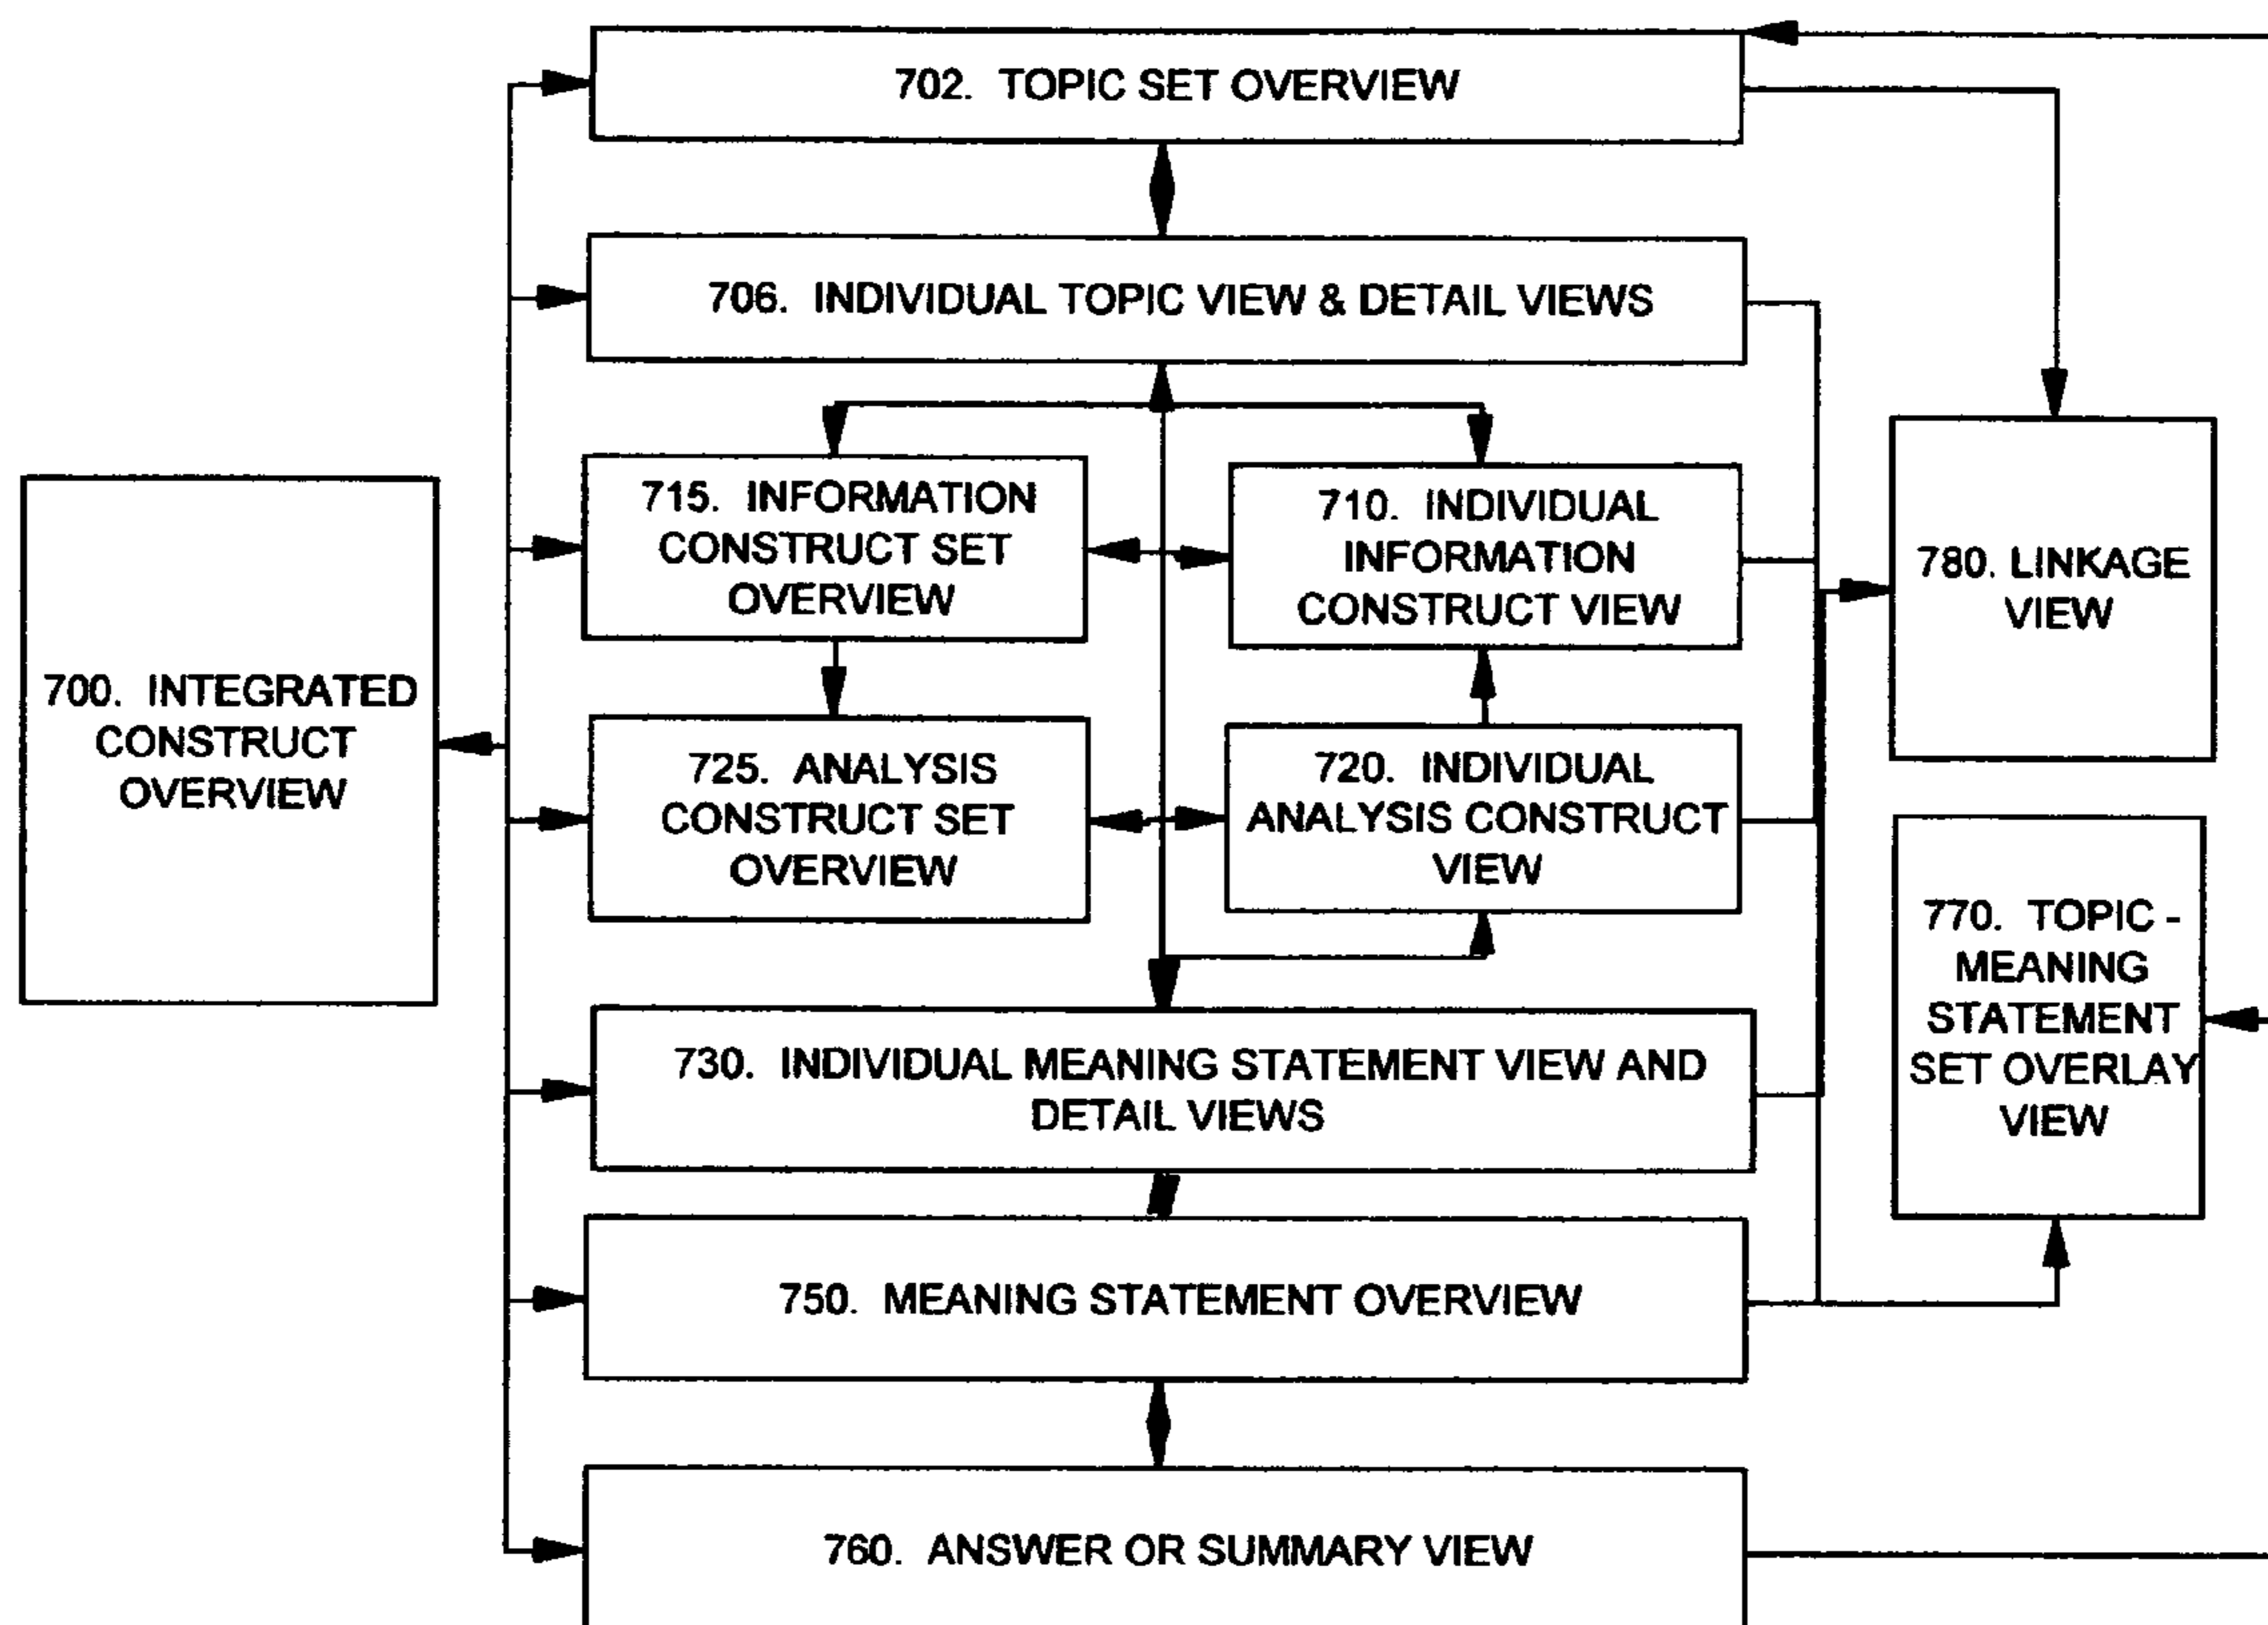 702. TOPIC SET OVERVIEW
706. INDIVIDUAL TOPIC VIEW & DETAIL VIEWS
715. INFORMATION
CONSTRUCT SET
OVERVIEW
710. INDIVIDUAL
INFORMATION
CONSTRUCT VIEW
780. LINKAGE
VIEW
700. INTEGRATED
CONSTRUCT
OVERVIEW
725. ANALYSIS
CONSTRUCT SET
OVERVIEW
720. INDIVIDUAL
ANALYSIS CONSTRUCT
VIEW
770. TOPIC -
MEANING
STATEMENT
SET OVERLAY
VIEW
730. INDIVIDUAL MEANING STATEMENT VIEW AND
DETAIL VIEWS
750. MEANING STATEMENT OVERVIEW
760. ANSWER OR SUMMARY VIEW